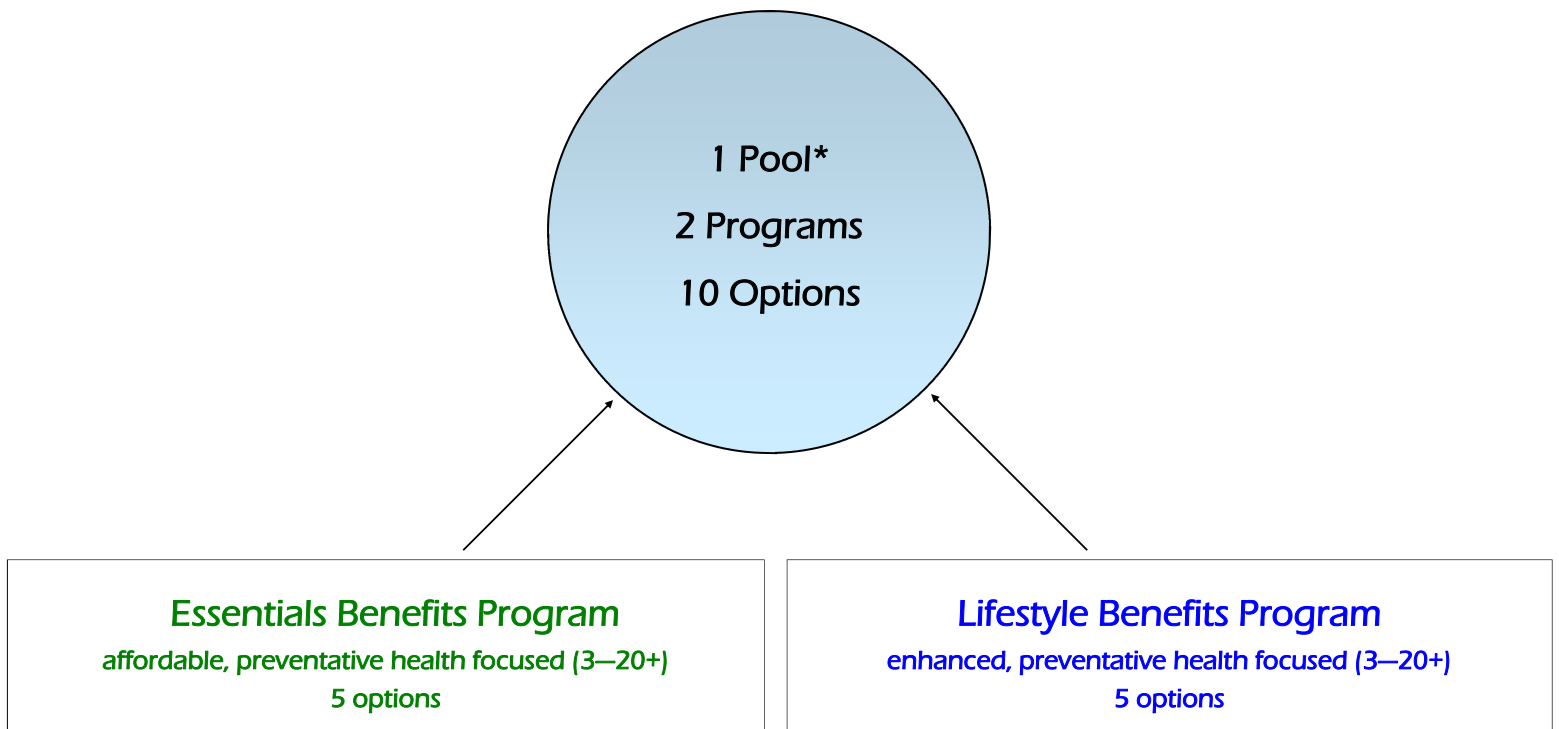 1 Pool*
2 Programs
10 Options
Essentials Benefits Program
affordable, preventative health focused (3—20+)
5 options
Lifestyle Benefits Program
enhanced, preventative health focused (3—20+)
5 options